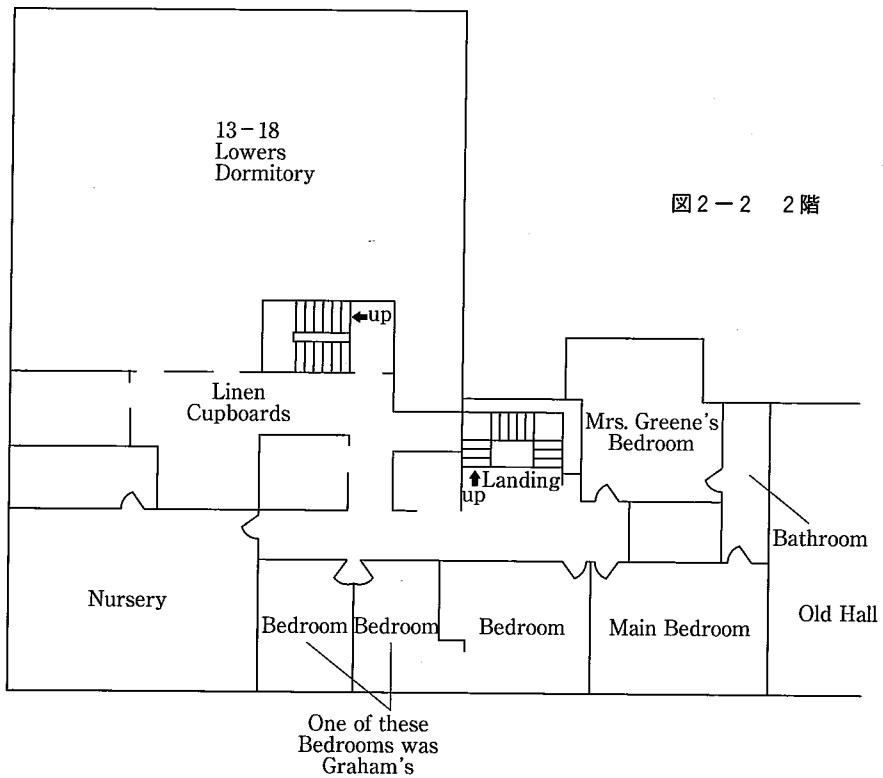 13-18
Lowers
Dormitory
図2-2 2階
up
Linen
Cupboards
Mrs. Greene's
Bedroom
Landing
up
Bathroom
Nursery
Bedroom
Bedroom
Bedroom
Main Bedroom
Old Hall
One of these
Bedrooms was
Graham's